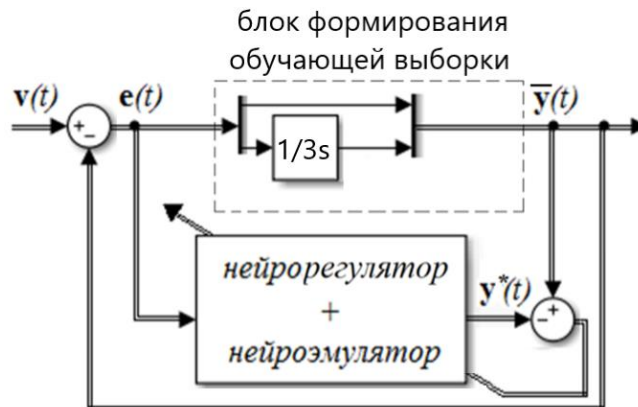 блок формирования
обучающей выборки
v(t)
e(t)
y̅(t)
+
−
1/3s
нейрорегулятор
+
нейроэмулятор
y*(t)
−
+